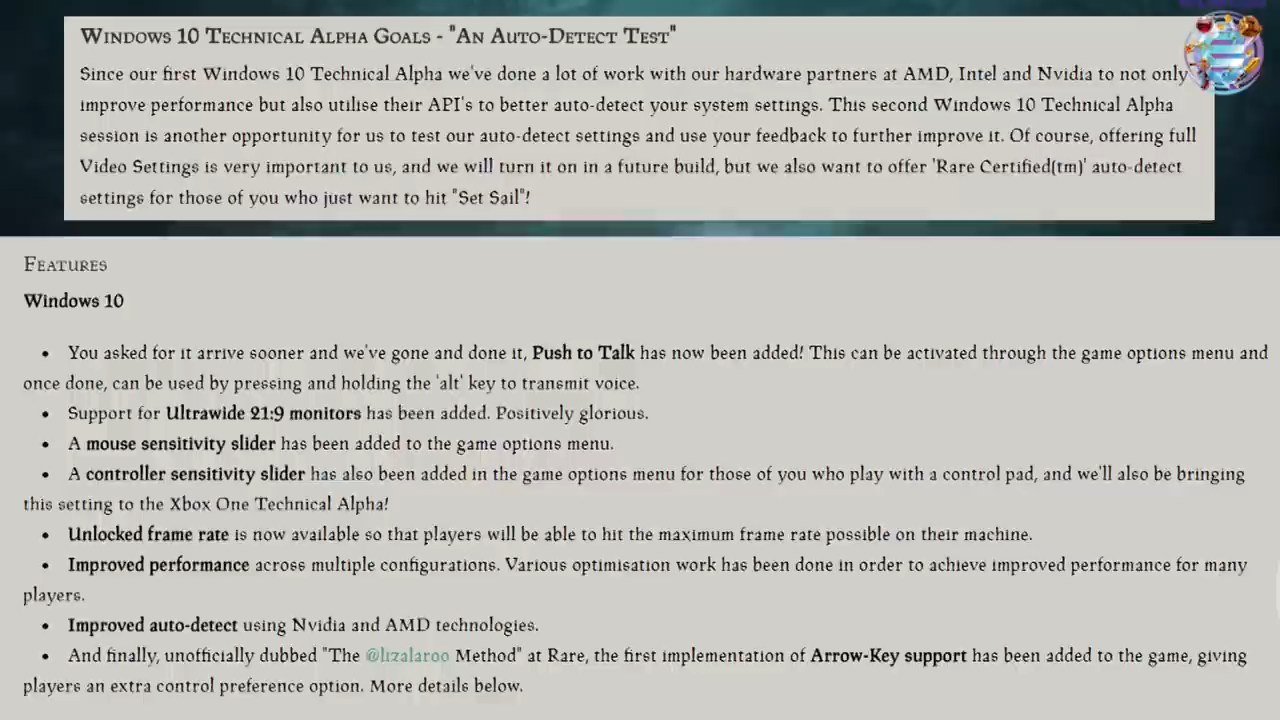 Windows 10 Technical Alpha Goals - "An Auto-Detect Test"
Since our first Windows 10 Technical Alpha we've done a lot of work with our hardware partners at AMD, Intel and Nvidia to not only
improve performance but also utilise their API's to better auto-detect your system settings. This second Windows 10 Technical Alpha
session is another opportunity for us to test our auto-detect settings and use your feedback to further improve it. Of course, offering full
Video Settings is very important to us, and we will turn it on in a future build, but we also want to offer 'Rare Certified(tm)' auto-detect
settings for those of you who just want to hit "Set Sail"!
Features
Windows 10
• You asked for it arrive sooner and we've gone and done it, Push to Talk has now been added! This can be activated through the game options menu and
once done, can be used by pressing and holding the 'alt' key to transmit voice.
• Support for Ultrawide 21:9 monitors has been added. Positively glorious.
• A mouse sensitivity slider has been added to the game options menu.
• A controller sensitivity slider has also been added in the game options menu for those of you who play with a control pad, and we'll also be bringing
this setting to the Xbox One Technical Alpha!
• Unlocked frame rate is now available so that players will be able to hit the maximum frame rate possible on their machine.
• Improved performance across multiple configurations. Various optimisation work has been done in order to achieve improved performance for many
players.
• Improved auto-detect using Nvidia and AMD technologies.
• And finally, unofficially dubbed "The @lizalaroo Method" at Rare, the first implementation of Arrow-Key support has been added to the game, giving
players an extra control preference option. More details below.